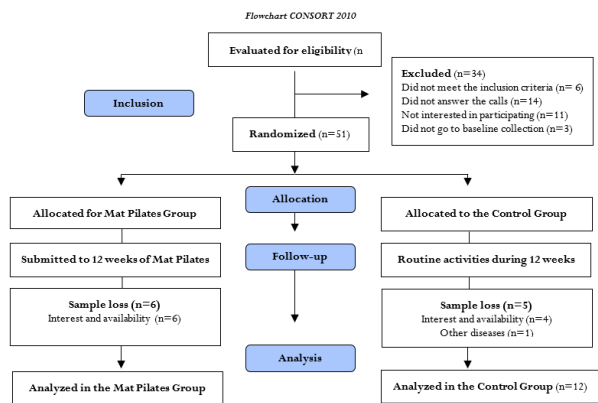 Flowchart CONSORT 2010
Evaluated for eligibility (n
Excluded (n=34)
Did not meet the inclusion criteria (n= 6)
Did not answer the calls (n=14)
Not interested in participating (n=11)
Did not go to baseline collection (n=3)
Inclusion
Randomized (n=51)
Allocation
Allocated for Mat Pilates Group
Allocated to the Control Group
Follow-up
Submitted to 12 weeks of Mat Pilates
Routine activities during 12 weeks
Sample loss (n=6)
Interest and availability (n=6)
Sample loss (n=5)
Interest and availability (n=4)
Other diseases (n=1)
Analysis
Analyzed in the Mat Pilates Group
Analyzed in the Control Group (n=12)